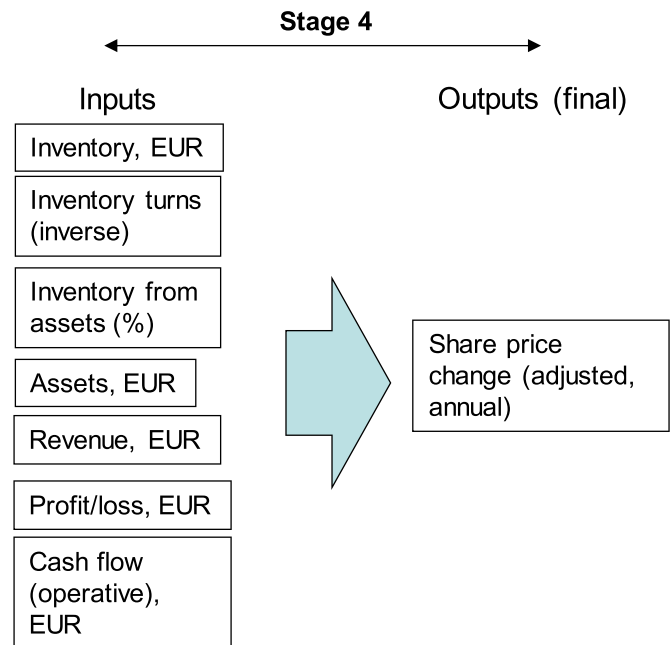 Stage 4
Inputs
Outputs (final)
Inventory, EUR
Inventory turns
(inverse)
Inventory from
assets (%)
Assets, EUR
Revenue, EUR
Profit/loss, EUR
Cash flow
(operative),
EUR
Share price
change (adjusted,
annual)